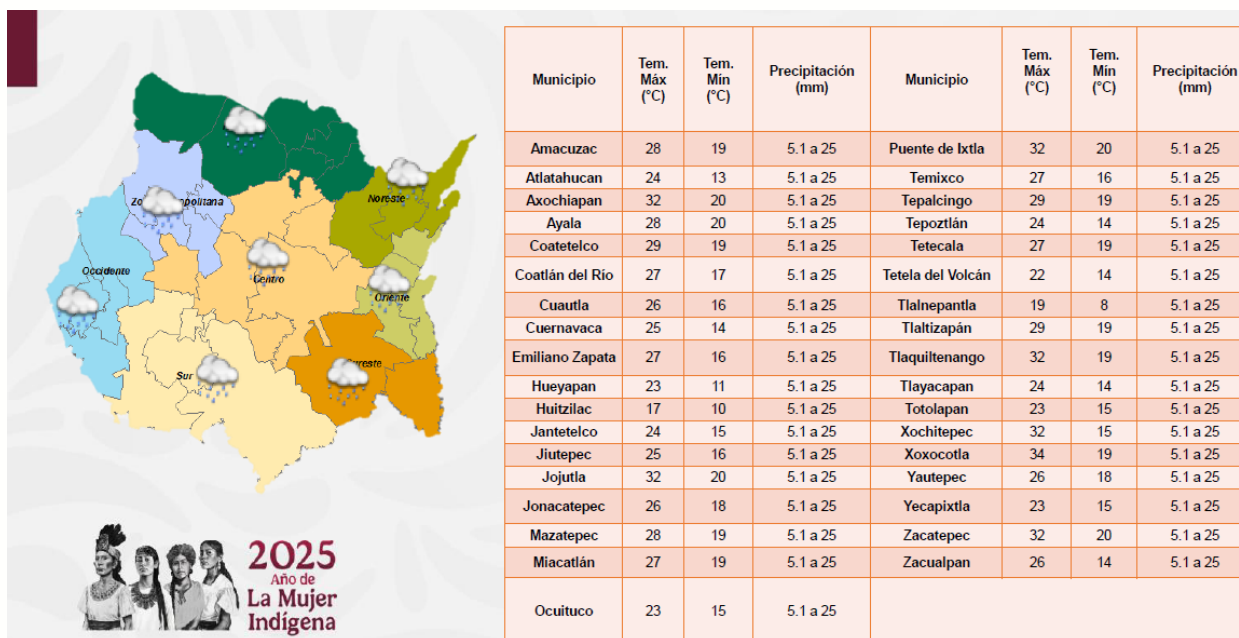 Zo politana
Noreste
Occidente
Centro
Oriente
Sur
reste
2025
Año de
La Mujer
Indígena
Municipio Tem. Máx (°C) Tem. Mín (°C) Precipitación (mm) Municipio Tem. Máx (°C) Tem. Mín (°C) Precipitación (mm)
Amacuzac 28 19 5.1 a 25 Puente de Ixtla 32 20 5.1 a 25
Atlatahucan 24 13 5.1 a 25 Temixco 27 16 5.1 a 25
Axochiapan 32 20 5.1 a 25 Tepalcingo 29 19 5.1 a 25
Ayala 28 20 5.1 a 25 Tepoztlán 24 14 5.1 a 25
Coatetelco 29 19 5.1 a 25 Tetecala 27 19 5.1 a 25
Coatlán del Río 27 17 5.1 a 25 Tetela del Volcán 22 14 5.1 a 25
Cuautla 26 16 5.1 a 25 Tlalnepantla 19 8 5.1 a 25
Cuernavaca 25 14 5.1 a 25 Tlaltizapán 29 19 5.1 a 25
Emiliano Zapata 27 16 5.1 a 25 Tlaquiltenango 32 19 5.1 a 25
Hueyapan 23 11 5.1 a 25 Tlayacapan 24 14 5.1 a 25
Huitzilac 17 10 5.1 a 25 Totolapan 23 15 5.1 a 25
Jantetelco 24 15 5.1 a 25 Xochitepec 32 15 5.1 a 25
Jiutepec 25 16 5.1 a 25 Xoxocotla 34 19 5.1 a 25
Jojutla 32 20 5.1 a 25 Yautepec 26 18 5.1 a 25
Jonacatepec 26 18 5.1 a 25 Yecapixtla 23 15 5.1 a 25
Mazatepec 28 19 5.1 a 25 Zacatepec 32 20 5.1 a 25
Miacatlán 27 19 5.1 a 25 Zacualpan 26 14 5.1 a 25
Ocuituco 23 15 5.1 a 25